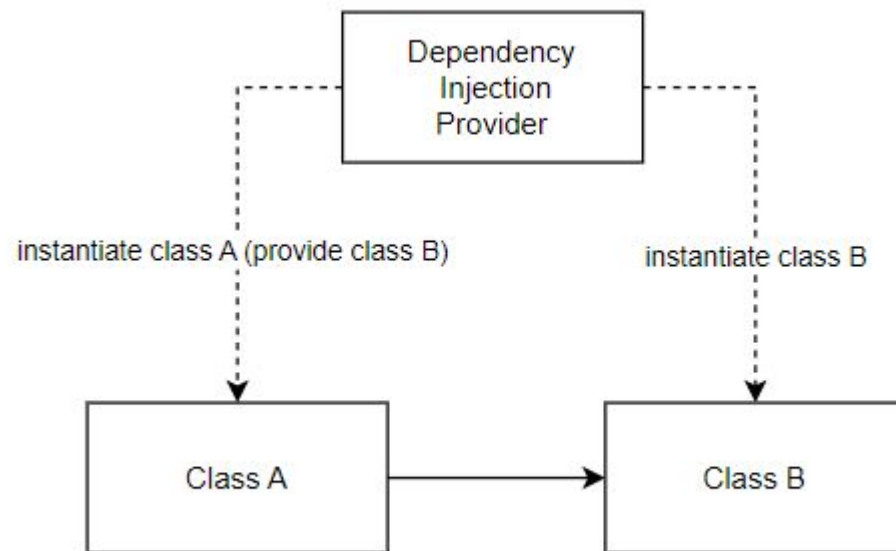 Dependency
Injection
Provider
instantiate class A (provide class B)
instantiate class B
Class A
Class B